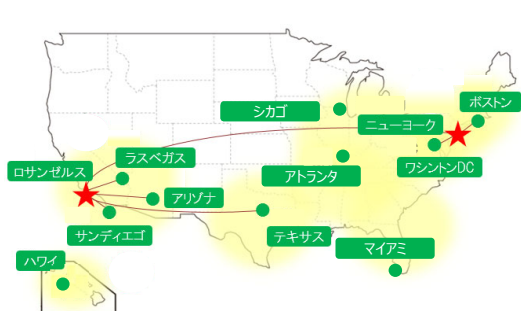 ボストン
シカゴ
ニューヨーク
ラスベガス
ワシントンDC
ロサンゼルス
アトランタ
アリゾナ
サンディエゴ
テキサス
マイアミ
ハワイ